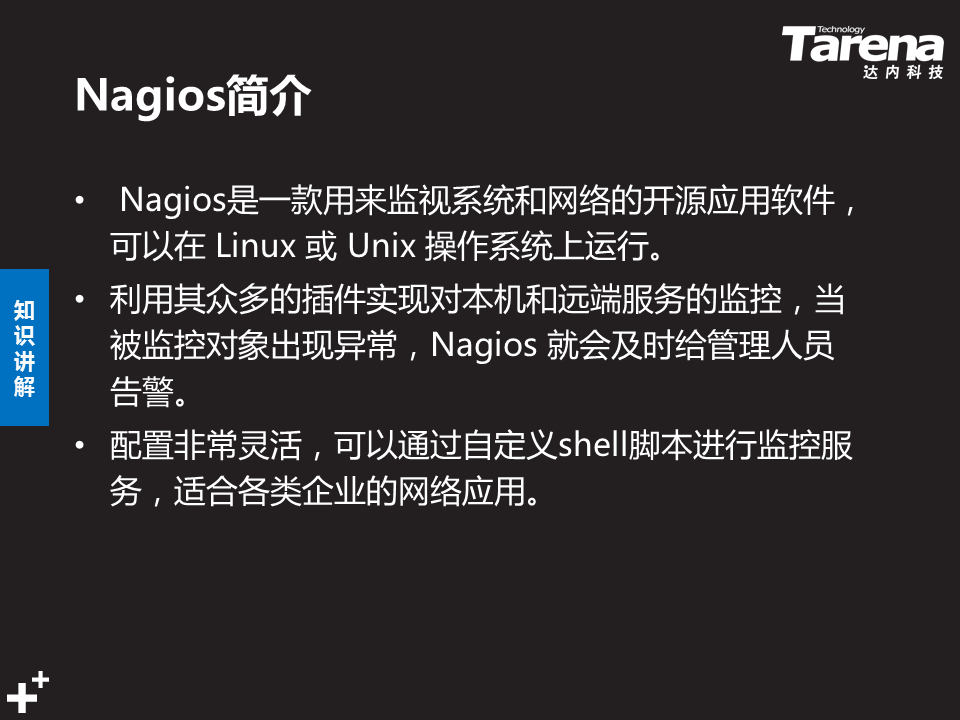 Technology
Tarena
达内科技
Nagios简介
• Nagios是一款用来监视系统和网络的开源应用软件，
可以在 Linux 或 Unix 操作系统上运行。
• 利用其众多的插件实现对本机和远端服务的监控，当
被监控对象出现异常，Nagios 就会及时给管理人员
告警。
• 配置非常灵活，可以通过自定义shell脚本进行监控服
务，适合各类企业的网络应用。
知
识
讲
解